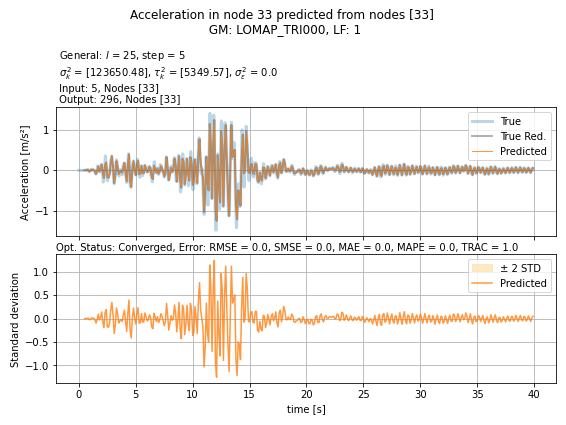 Acceleration in node 33 predicted from nodes [33]
GM: LOMAP_TRI000, LF: 1
General: l = 25, step = 5
σ²ₖ = [123650.48], τ²ₖ = [5349.57], σ²ε = 0.0
Input: 5, Nodes [33]
Output: 296, Nodes [33]
True
True Red.
Predicted
Acceleration [m/s²]
1
0
−1
Opt. Status: Converged, Error: RMSE = 0.0, SMSE = 0.0, MAE = 0.0, MAPE = 0.0, TRAC = 1.0
± 2 STD
Predicted
Standard deviation
1.0
0.5
0.0
−0.5
−1.0
0 5 10 15 20 25 30 35 40
time [s]